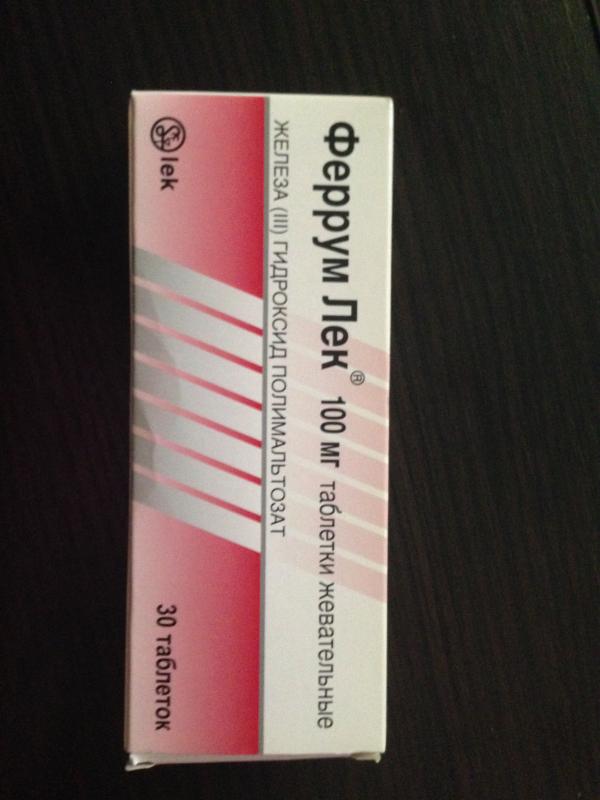 Феррум Лек® 100 мг таблетки жевательные
ЖЕЛЕЗА (III) ГИДРОКСИД ПОЛИМАЛЬТОЗАТ
lek
30 таблеток